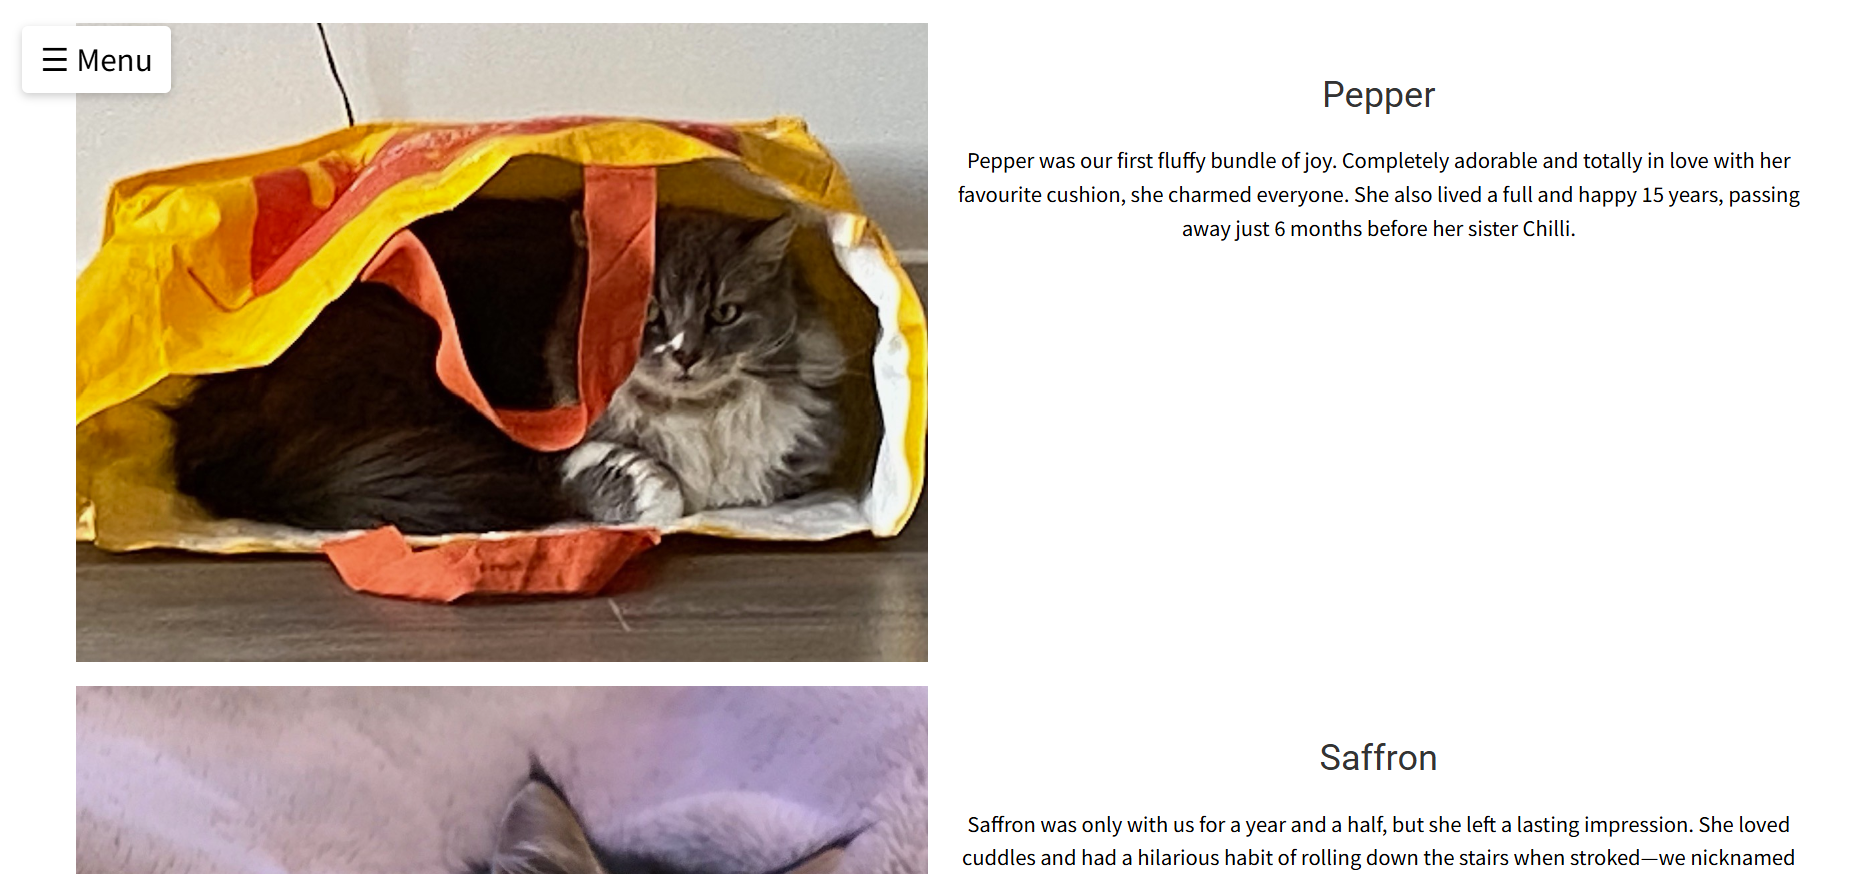 ☰ Menu
Pepper
Pepper was our first fluffy bundle of joy. Completely adorable and totally in love with her
favourite cushion, she charmed everyone. She also lived a full and happy 15 years, passing
away just 6 months before her sister Chilli.
Saffron
Saffron was only with us for a year and a half, but she left a lasting impression. She loved
cuddles and had a hilarious habit of rolling down the stairs when stroked—we nicknamed